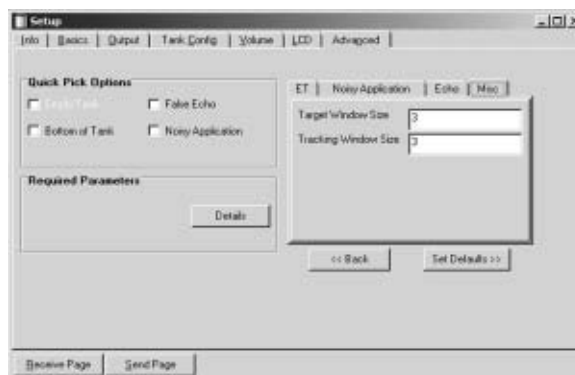 Setup
Info Basics Output Tank Config Volume LCD Advanced
Quick Pick Options
Empty Tank False Echo
Bottom of Tank Noisy Application
Required Parameters
Details
ET Noisy Application Echo Misc
Target Window Size 3
Tracking Window Size 3
<< Back Set Defaults >>
Receive Page Send Page